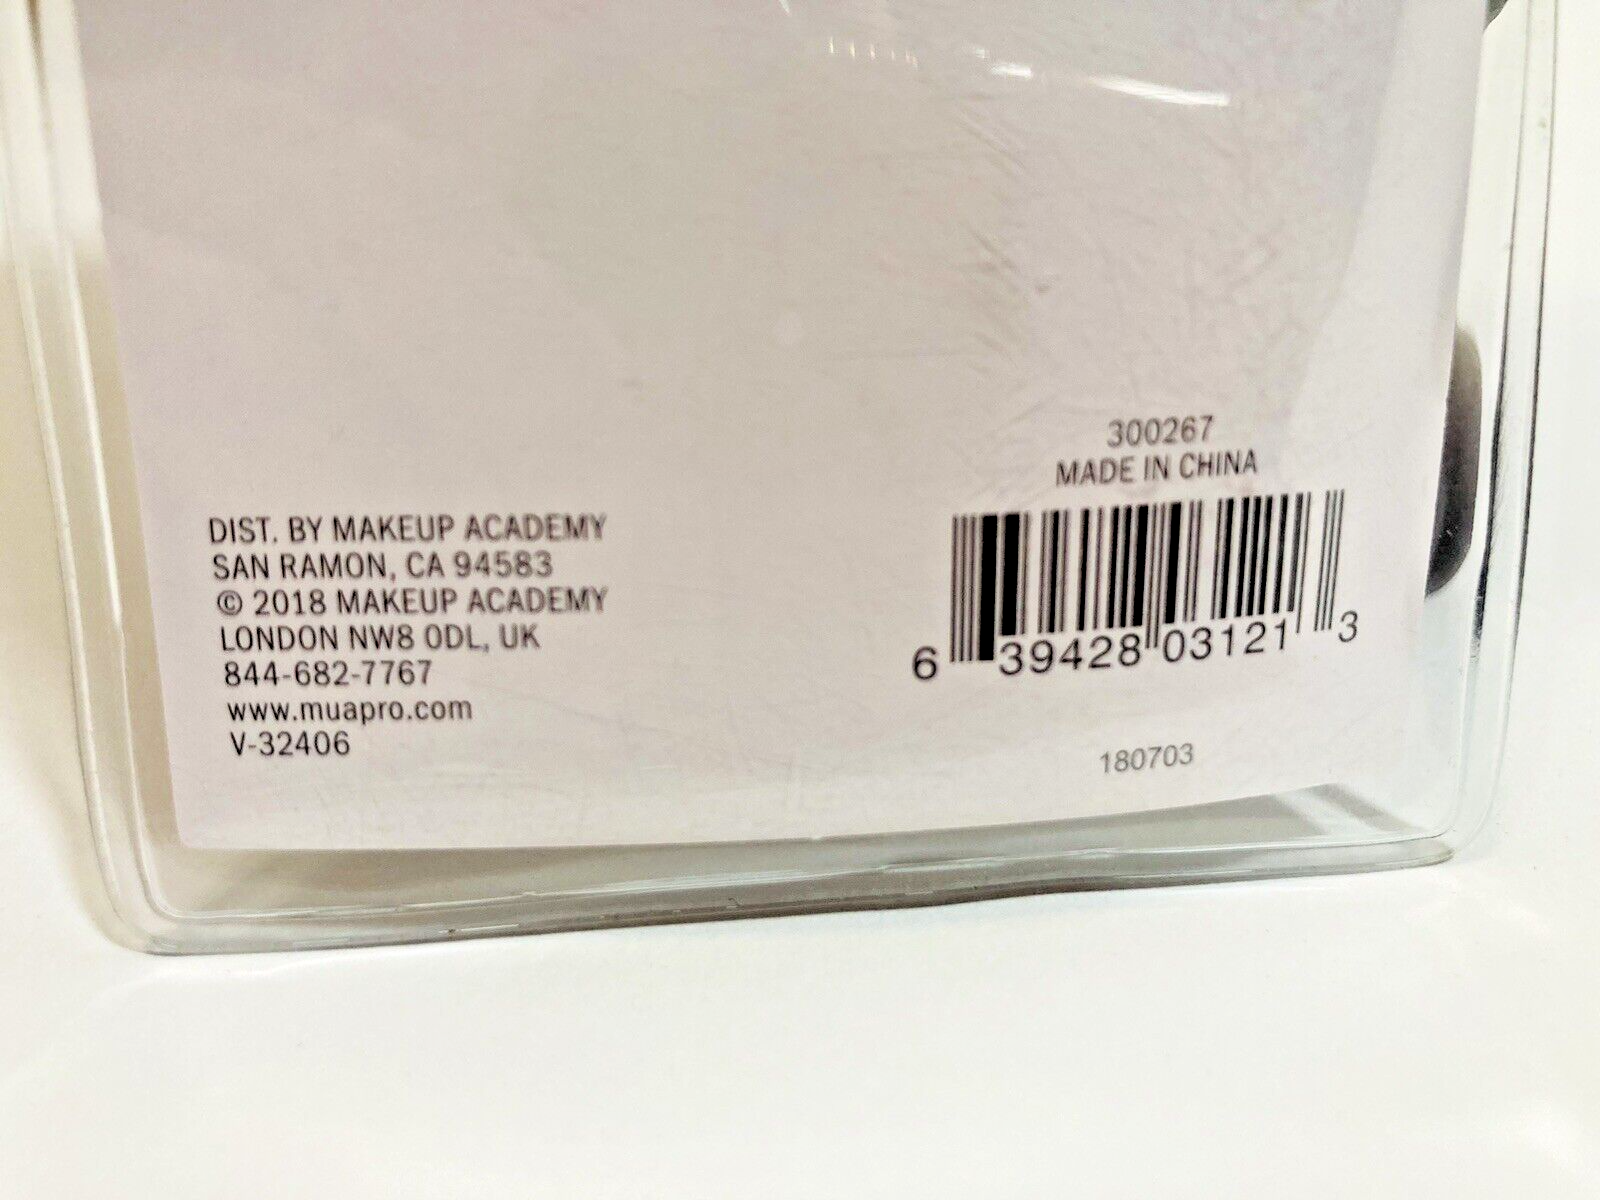 DIST. BY MAKEUP ACADEMY
SAN RAMON, CA 94583
© 2018 MAKEUP ACADEMY
LONDON NW8 0DL, UK
844-682-7767
www.muapro.com
V-32406
300267
MADE IN CHINA
6 39428 03121 3
180703